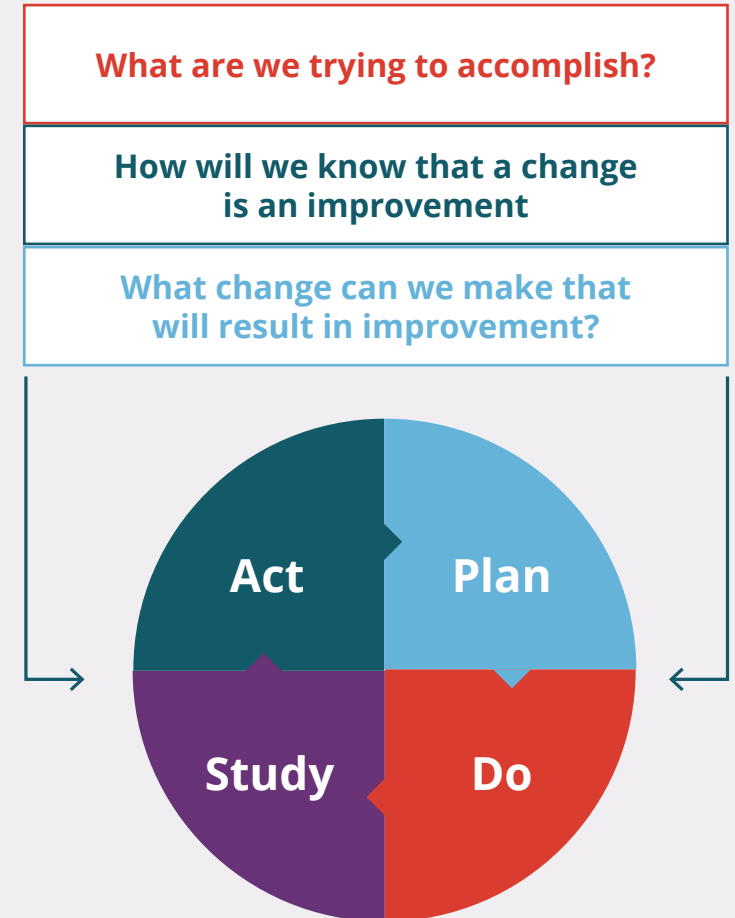 What are we trying to accomplish?
How will we know that a change
is an improvement
What change can we make that
will result in improvement?
Act
Plan
Study
Do